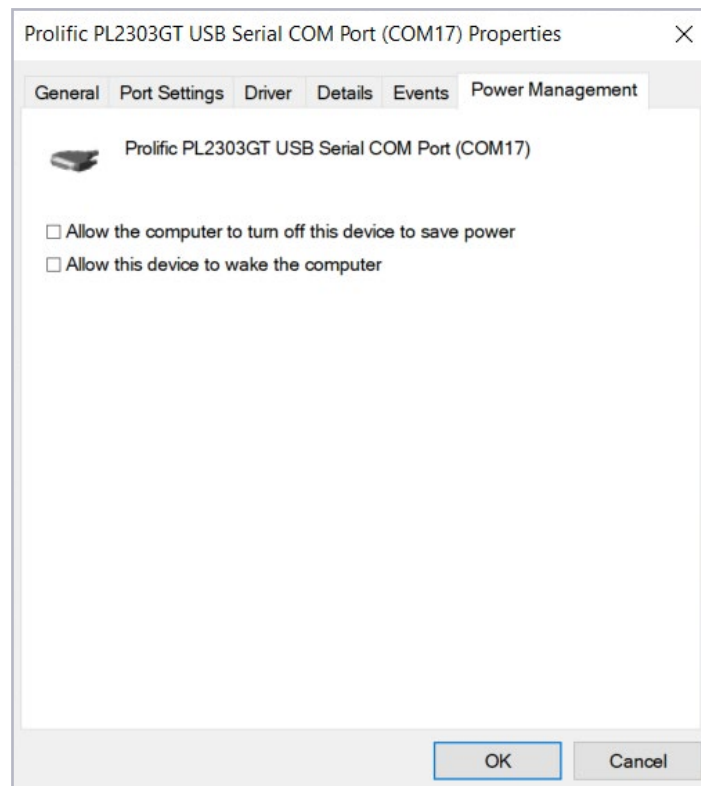 Prolific PL2303GT USB Serial COM Port (COM17) Properties
General Port Settings Driver Details Events Power Management
Prolific PL2303GT USB Serial COM Port (COM17)
Allow the computer to turn off this device to save power
Allow this device to wake the computer
OK Cancel